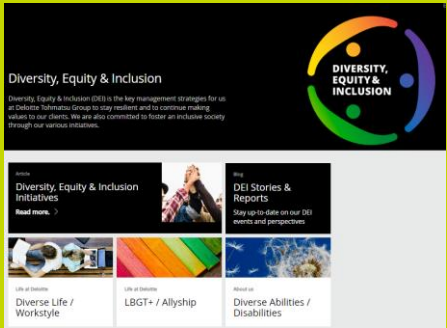 Diversity, Equity & Inclusion
Diversity, Equity & Inclusion (DEI) is the key management strategies for us
at Deloitte Tohmatsu Group to stay resilient and to continue making
values to our clients. We are also committed to foster an inclusive society
through our various initiatives.
DIVERSITY,
EQUITY &
INCLUSION
Article
Diversity, Equity & Inclusion
Initiatives
Read more.
Blog
DEI Stories &
Reports
Stay up-to-date on our DEI
events and perspectives
Life at Deloitte
Diverse Life /
Workstyle
Life at Deloitte
LBGT+ / Allyship
About us
Diverse Abilities /
Disabilities